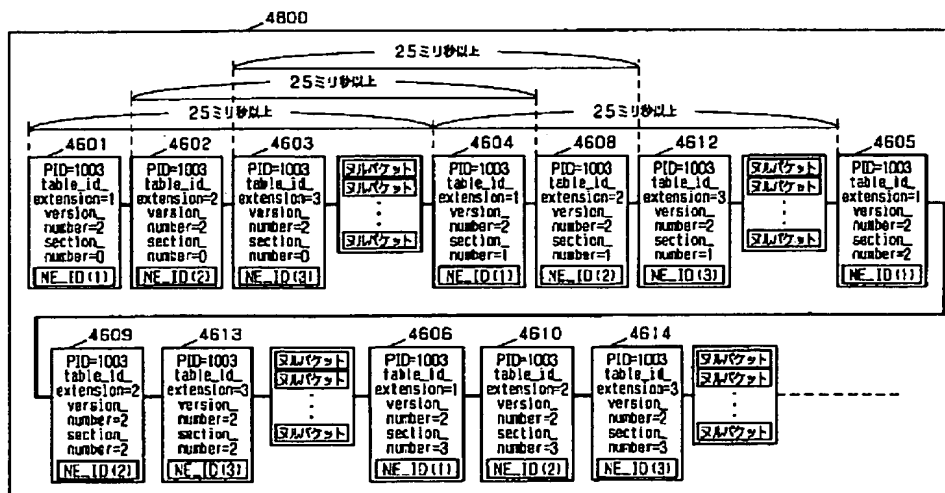 4800
25ミリ秒以上
25ミリ秒以上
25ミリ秒以上
25ミリ秒以上
4601
PID=1003
table_id_
extension=1
version_
number=2
section_
number=0
NE_ID(1)
4602
PID=1003
table_id_
extension=2
version_
number=2
section_
number=0
NE_ID(2)
4603
PID=1003
table_id_
extension=3
version_
number=2
section_
number=0
NE_ID(3)
ヌルパケット
ヌルパケット
ヌルパケット
4604
PID=1003
table_id_
extension=1
version_
number=2
section_
number=1
NE_ID(1)
4608
PID=1003
table_id_
extension=2
version_
number=2
section_
number=1
NE_ID(2)
4612
PID=1003
table_id_
extension=3
version_
number=2
section_
number=1
NE_ID(3)
ヌルパケット
ヌルパケット
ヌルパケット
4605
PID=1003
table_id_
extension=1
version_
number=2
section_
number=2
NE_ID(1)
4609
PID=1003
table_id_
extension=2
version_
number=2
section_
number=2
NE_ID(2)
4613
PID=1003
table_id_
extension=3
version_
number=2
section_
number=2
NE_ID(3)
ヌルパケット
ヌルパケット
ヌルパケット
4606
PID=1003
table_id_
extension=1
version_
number=2
section_
number=3
NE_ID(1)
4610
PID=1003
table_id_
extension=2
version_
number=2
section_
number=3
NE_ID(2)
4614
PID=1003
table_id_
extension=3
version_
number=2
section_
number=3
NE_ID(3)
ヌルパケット
ヌルパケット
ヌルパケット